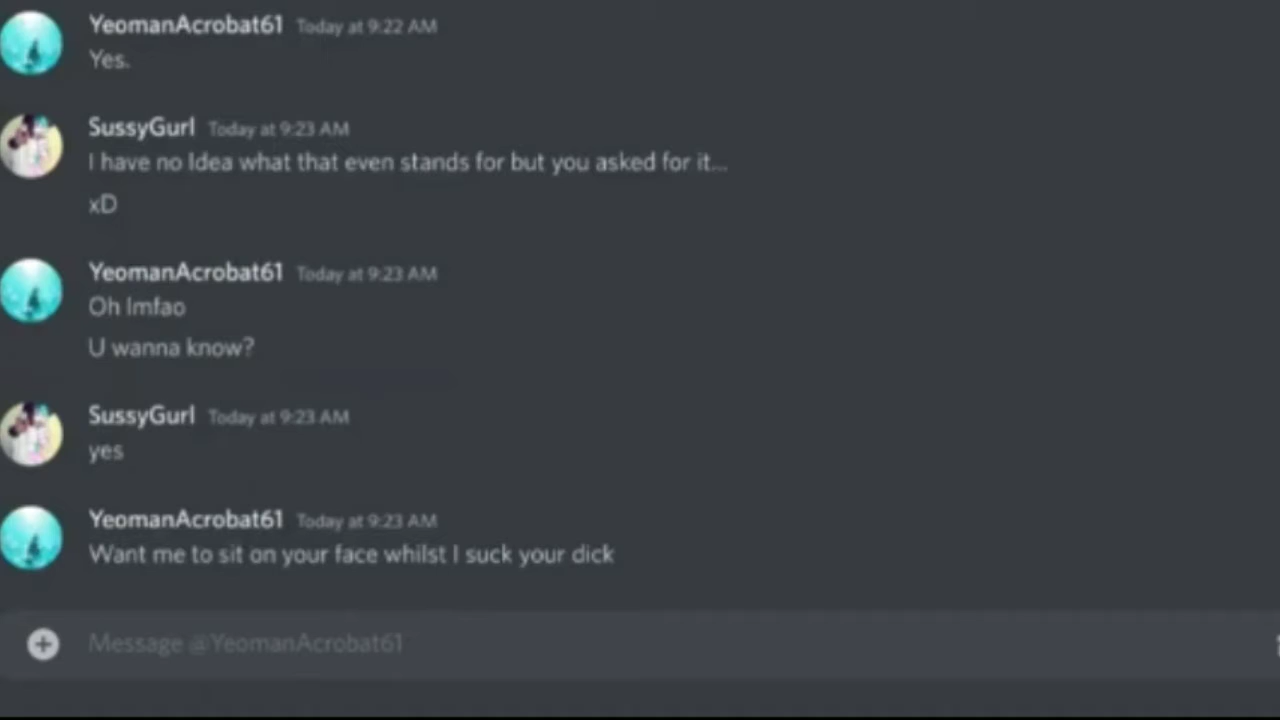 YeomanAcrobat61 Today at 9:22 AM
Yes.
SussyGurl Today at 9:23 AM
I have no Idea what that even stands for but you asked for it...
xD
YeomanAcrobat61 Today at 9:23 AM
Oh lmfao
U wanna know?
SussyGurl Today at 9:23 AM
yes
YeomanAcrobat61 Today at 9:23 AM
Want me to sit on your face whilst I suck your dick
Message @YeomanAcrobat61